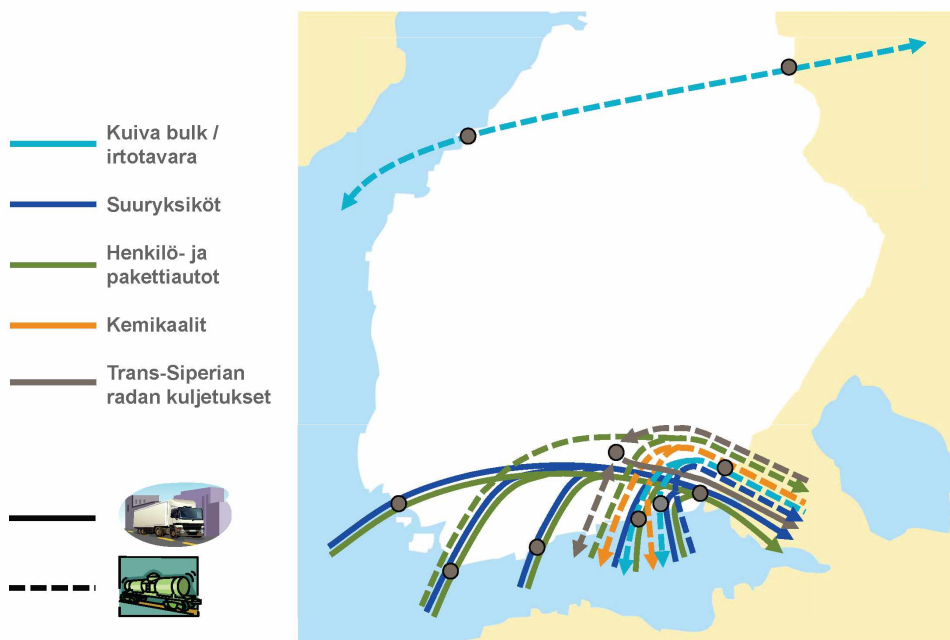 Kuiva bulk /
irtotavara
Suuryksiköt
Henkilö- ja
pakettiautot
Kemikaalit
Trans-Siperian
radan kuljetukset